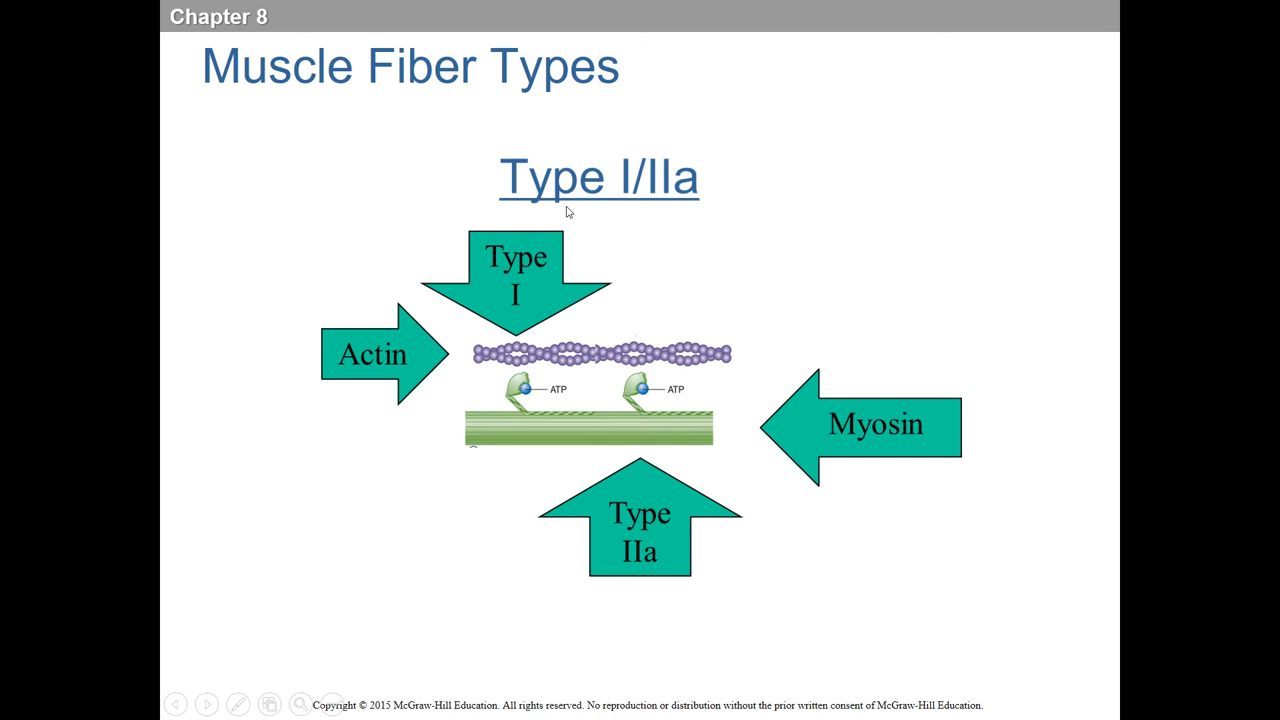 Chapter 8
Muscle Fiber Types
Type I/IIa
Type
I
Actin
ATP
ATP
Myosin
Type
IIa
Copyright © 2015 McGraw-Hill Education. All rights reserved. No reproduction or distribution without the prior written consent of McGraw-Hill Education.